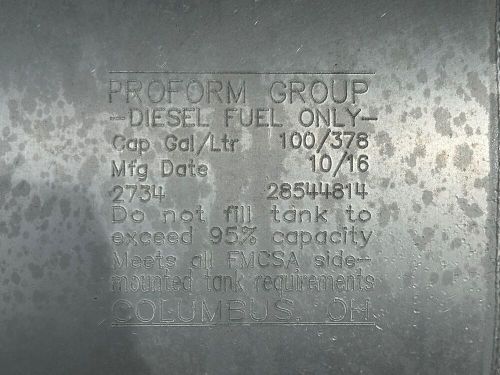 PROFORM GROUP
-DIESEL FUEL ONLY-
Cap Gal/Ltr 100/378
Mfg Date 10/16
2734 28544814
Do not fill tank to
exceed 95% capacity
Meets all FMCSA side-
mounted tank requirements
COLUMBUS, OH